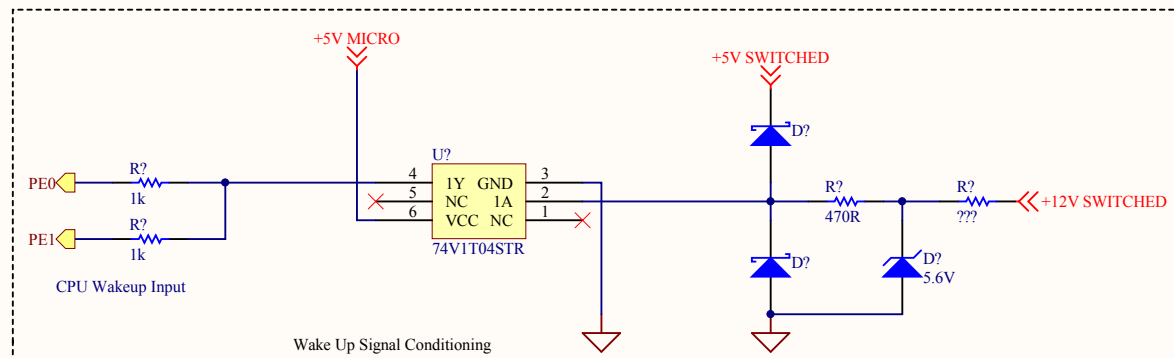 +5V MICRO
+5V SWITCHED
D?
U?
R?
PE0
1k
4
1Y
GND
3
5
NC
1A
2
6
VCC
NC
1
R?
470R
R?
???
+12V SWITCHED
R?
PE1
1k
74V1T04STR
D?
D?
5.6V
CPU Wakeup Input
Wake Up Signal Conditioning